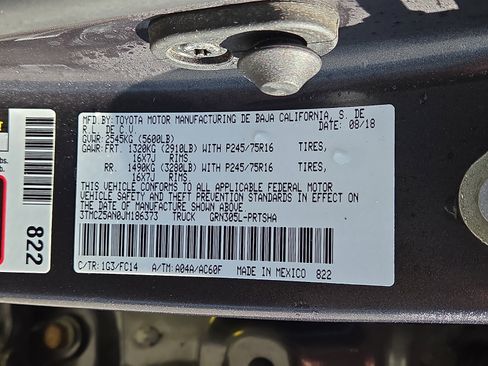 MFD.BY:TOYOTA MOTOR MANUFACTURING DE BAJA CALIFORNIA, S. DE
R.L. DE C.V. DATE: 08/18
GVWR: 2545KG (5600LB)
GAWR: FRT. 1320KG (2910LB) WITH P245/75R16 TIRES,
16X7J RIMS
RR. 1490KG (3280LB) WITH P245/75R16 TIRES,
16X7J RIMS
THIS VEHICLE CONFORMS TO ALL APPLICABLE FEDERAL MOTOR
VEHICLE SAFETY AND BUMPER STANDARDS IN EFFECT ON
THE DATE OF MANUFACTURE SHOWN ABOVE
3TMCZ5AN0JM186373 TRUCK GRN305L-PRTSHA
C/TR: 1G3/FC14 A/TM: A04A/AC60F MADE IN MEXICO 822
lbs.
822